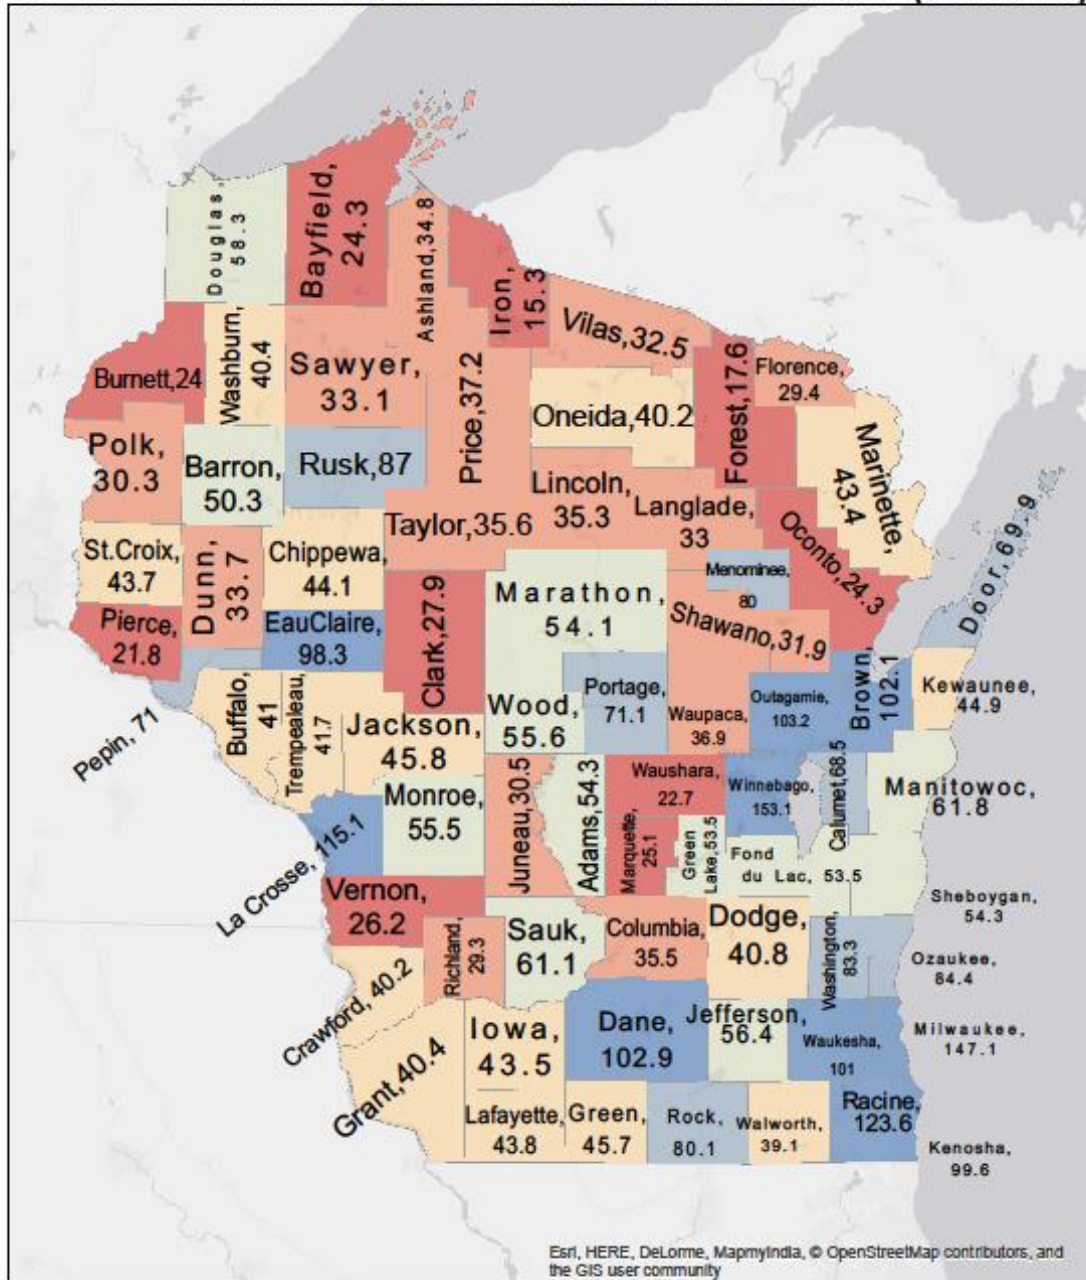 Douglas,
58.3
Bayfield,
24.3
Ashland,34.8
Iron,
15.3
Vilas,32.5
Burnett,24
Washburn,
40.4
Sawyer,
33.1
Price,37.2
Oneida,40.2
Forest,17.6
Florence,
29.4
Marinette,
43.4
Polk,
30.3
Barron,
50.3
Rusk,87
Taylor,35.6
Lincoln,
35.3
Langlade,
33
Oconto,24.3
Door,69.9
St.Croix,
43.7
Dunn,
33.7
Chippewa,
44.1
Clark,27.9
Marathon,
54.1
Menominee,
80
Shawano,31.9
Pierce,
21.8
EauClaire,
98.3
Pepin, 71
Buffalo,
41
Trempealeau,
41.7
Jackson,
45.8
Wood,
55.6
Portage,
71.1
Waupaca,
36.9
Outagamie,
103.2
Brown,
102.1
Kewaunee,
44.9
La Crosse, 115.1
Monroe,
55.5
Juneau,30.5
Adams,54.3
Waushara,
22.7
Winnebago,
153.1
Calumet,68.5
Manitowoc,
61.8
Marquette,
25.1
Green
Lake,53.5
Fond
du Lac, 53.5
Sheboygan,
54.3
Vernon,
26.2
Richland,
29.3
Sauk,
61.1
Columbia,
35.5
Dodge,
40.8
Washington,
83.3
Ozaukee,
84.4
Crawford, 40.2
Grant,40.4
Iowa,
43.5
Dane,
102.9
Jefferson,
56.4
Waukesha,
101
Milwaukee,
147.1
Lafayette,
43.8
Green,
45.7
Rock,
80.1
Walworth,
39.1
Racine,
123.6
Kenosha,
99.6
Esri, HERE, DeLorme, MapmyIndia, © OpenStreetMap contributors, and
the GIS user community